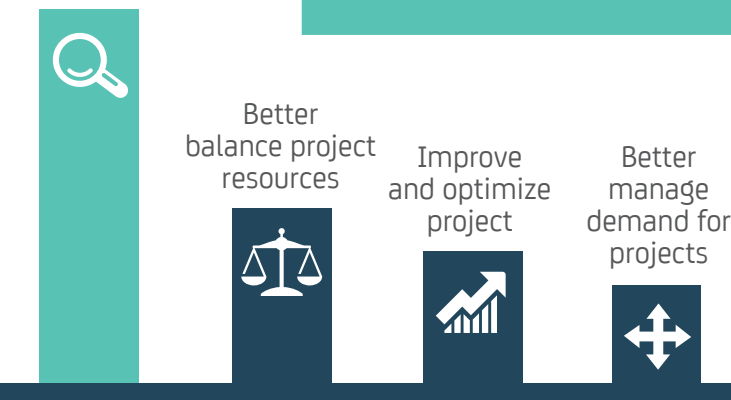 Better
balance project
resources
Improve
and optimize
project
Better
manage
demand for
projects